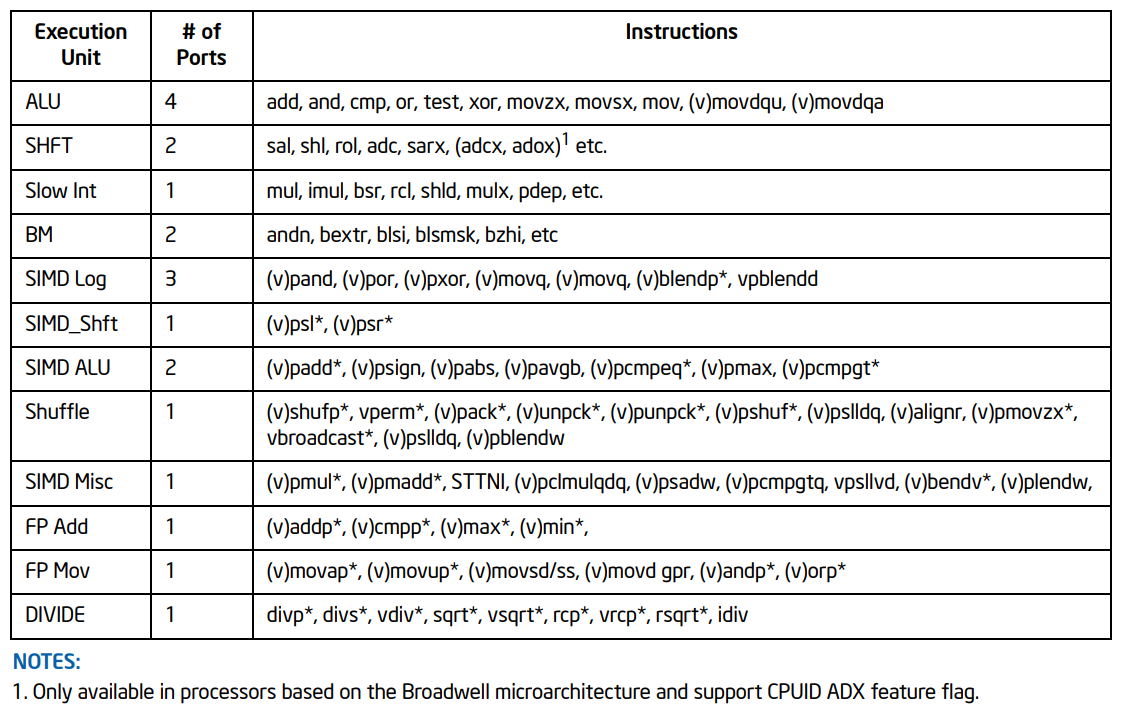 Execution Unit | # of Ports | Instructions
ALU | 4 | add, and, cmp, or, test, xor, movzx, movsx, mov, (v)movdqu, (v)movdqa
SHFT | 2 | sal, shl, rol, adc, sarx, (adcx, adox)1 etc.
Slow Int | 1 | mul, imul, bsr, rcl, shld, mulx, pdep, etc.
BM | 2 | andn, bextr, blsi, blsmsk, bzhi, etc
SIMD Log | 3 | (v)pand, (v)por, (v)pxor, (v)movq, (v)movq, (v)blendp*, vpblendd
SIMD_Shft | 1 | (v)psl*, (v)psr*
SIMD ALU | 2 | (v)padd*, (v)psign, (v)pabs, (v)pavgb, (v)pcmpeq*, (v)pmax, (v)pcmpgt*
Shuffle | 1 | (v)shufp*, vperm*, (v)pack*, (v)unpck*, (v)punpck*, (v)pshuf*, (v)pslldq, (v)alignr, (v)pmovzx*,
vbroadcast*, (v)pslldq, (v)pblendw
SIMD Misc | 1 | (v)pmul*, (v)pmadd*, STTNI, (v)pclmulqdq, (v)psadw, (v)pcmpgtq, vpsllvd, (v)bendv*, (v)plendw,
FP Add | 1 | (v)addp*, (v)cmpp*, (v)max*, (v)min*,
FP Mov | 1 | (v)movap*, (v)movup*, (v)movsd/ss, (v)movd gpr, (v)andp*, (v)orp*
DIVIDE | 1 | divp*, divs*, vdiv*, sqrt*, vsqrt*, rcp*, vrcp*, rsqrt*, idiv
NOTES:
1. Only available in processors based on the Broadwell microarchitecture and support CPUID ADX feature flag.